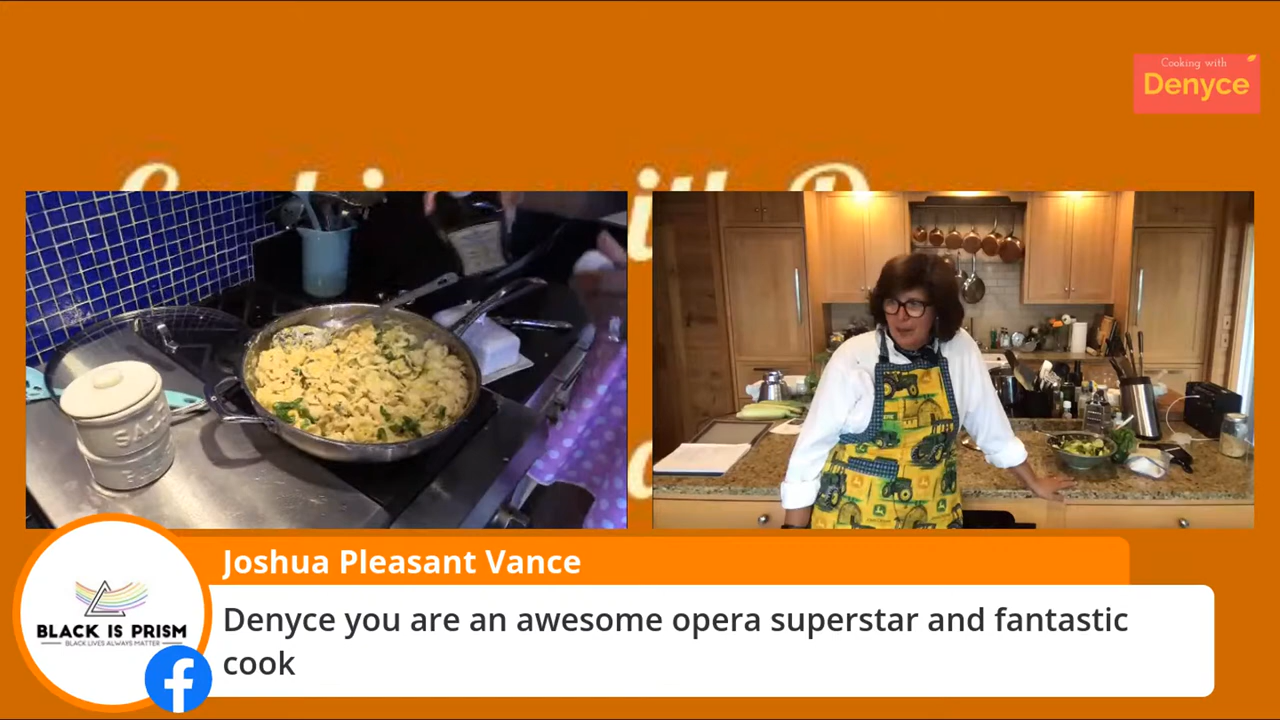 Cooking with
Denyce
SALT
Joshua Pleasant Vance
Denyce you are an awesome opera superstar and fantastic
cook
BLACK IS PRISM
BLACK LIVES ALWAYS MATTER